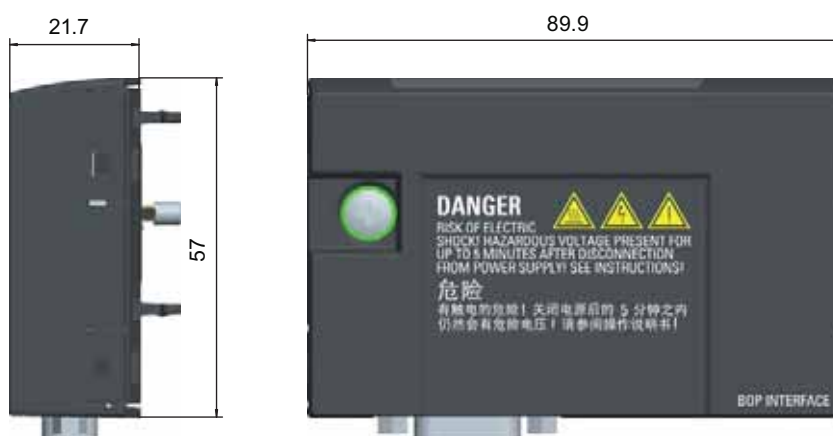 21.7
89.9
57
DANGER
RISK OF ELECTRIC
SHOCK! HAZARDOUS VOLTAGE PRESENT FOR
UP TO 5 MINUTES AFTER DISCONNECTION
FROM POWER SUPPLY! SEE INSTRUCTIONS!
危险
有触电的危险！关闭电源后的 5 分钟之内
仍然会有危险电压！请参阅操作说明书！
BOP INTERFACE